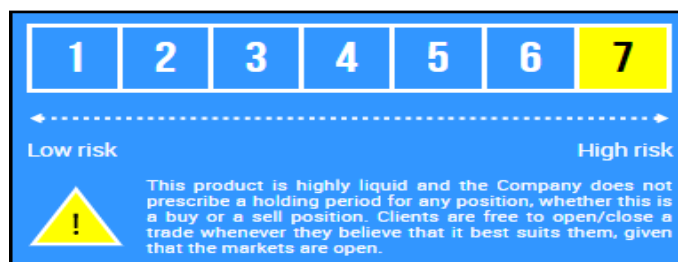 1 2 3 4 5 6 7
Low risk High risk
!
This product is highly liquid and the Company does not
prescribe a holding period for any position, whether this is
a buy or a sell position. Clients are free to open/close a
trade whenever they believe that it best suits them, given
that the markets are open.